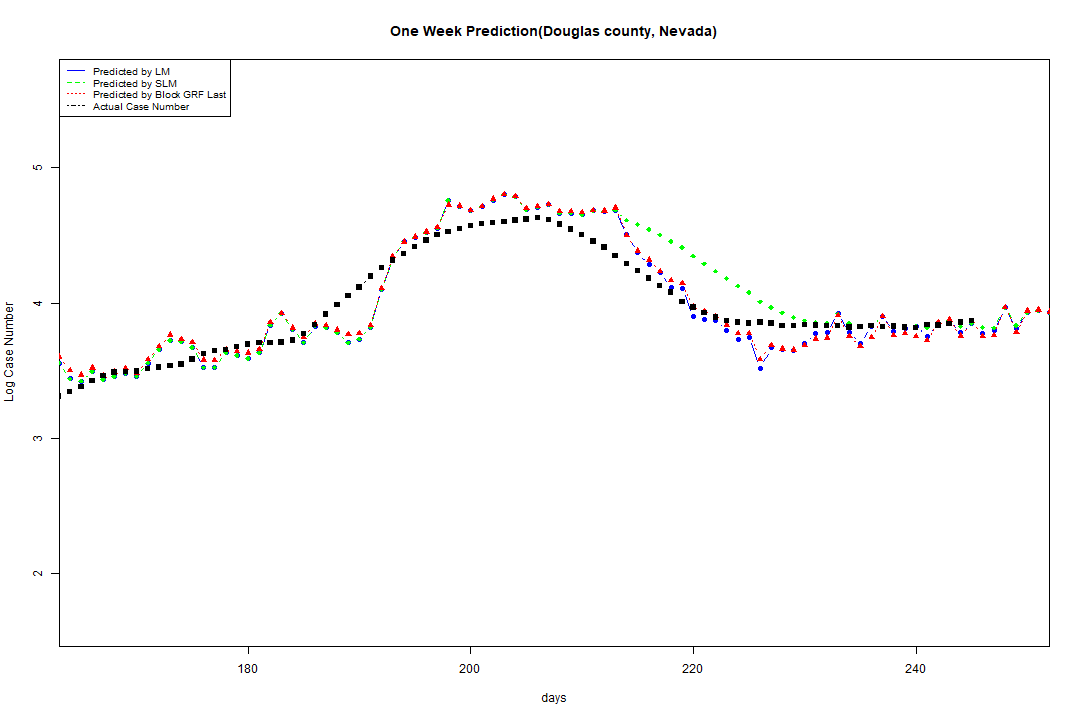 One Week Prediction(Douglas county, Nevada)
Predicted by LM
Predicted by SLM
Predicted by Block GRF Last
Actual Case Number
5
4
3
2
Log Case Number
180
200
220
240
days